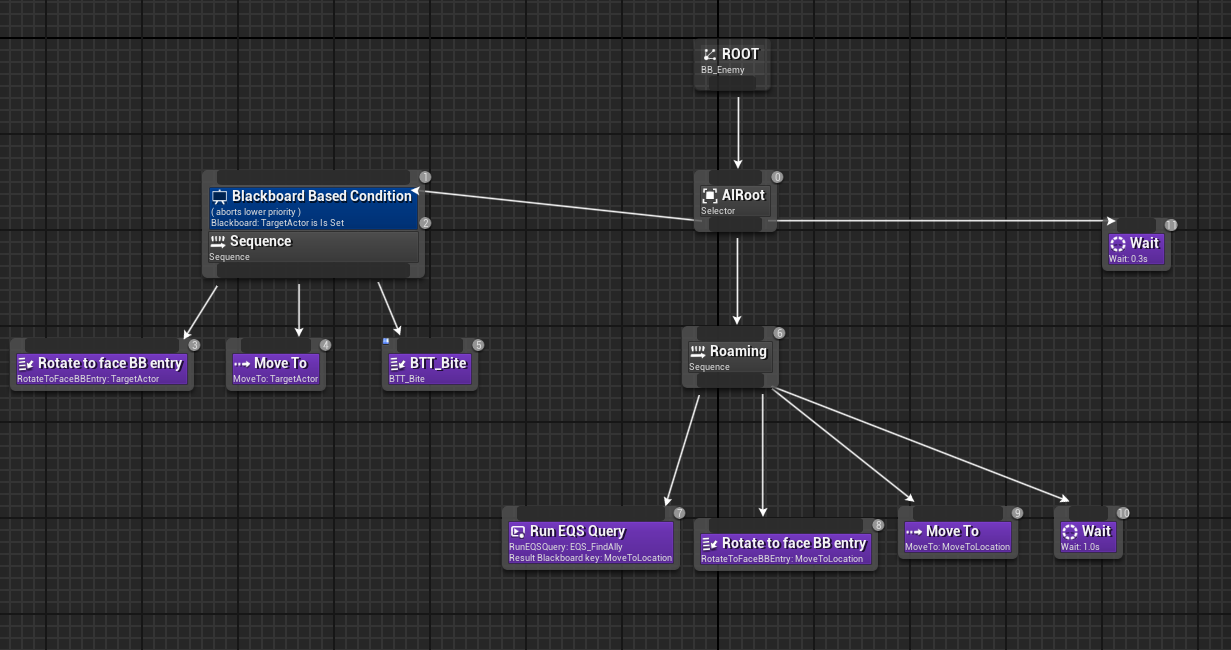 ROOT
BB_Enemy
0
AIRoot
Selector
1
Blackboard Based Condition
( aborts lower priority )
Blackboard: TargetActor is Is Set
2
Sequence
Sequence
11
Wait
Wait: 0.3s
3
Rotate to face BB entry
RotateToFaceBBEntry: TargetActor
4
Move To
MoveTo: TargetActor
5
BTT_Bite
BTT_Bite
6
Roaming
Sequence
7
Run EQS Query
RunEQSQuery: EQS_FindAlly
Result Blackboard key: MoveToLocation
8
Rotate to face BB entry
RotateToFaceBBEntry: MoveToLocation
9
Move To
MoveTo: MoveToLocation
10
Wait
Wait: 1.0s